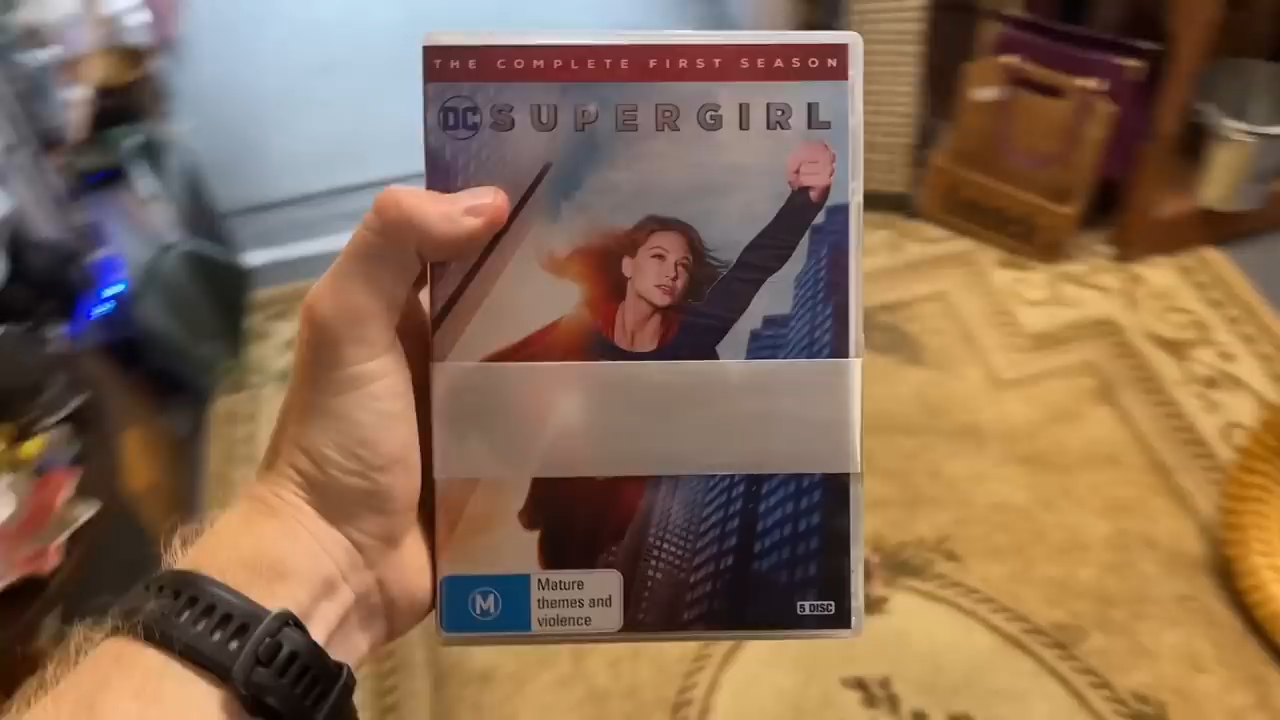 THE COMPLETE FIRST SEASON
DC SUPERGIRL
M
Mature
themes and
violence
5 DISC